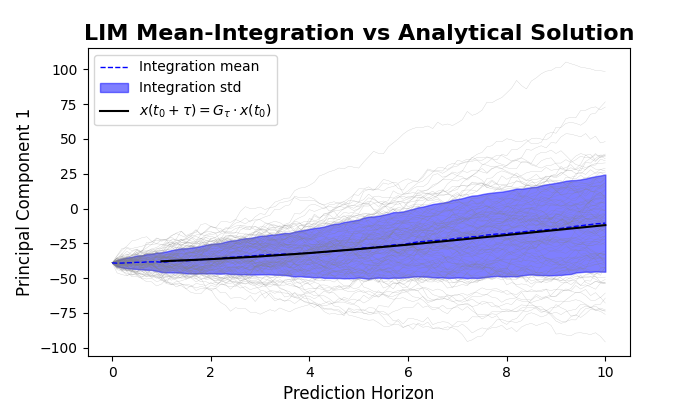 LIM Mean-Integration vs Analytical Solution
Integration mean
Integration std
x(t₀ + τ) = G_τ · x(t₀)
Principal Component 1
100
75
50
25
0
−25
−50
−75
−100
0 2 4 6 8 10
Prediction Horizon